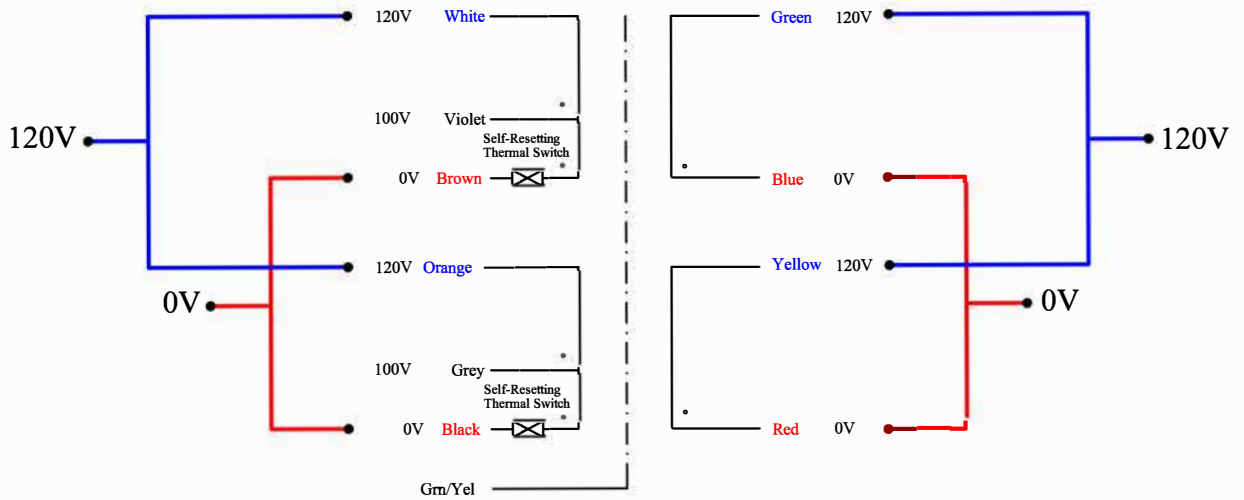 120V White
Green 120V
100V Violet
120V
Self-Resetting
Thermal Switch
120V
0V Brown
Blue 0V
120V Orange
Yellow 120V
0V
0V
100V Grey
Self-Resetting
Thermal Switch
0V Black
Red 0V
Grn/Yel